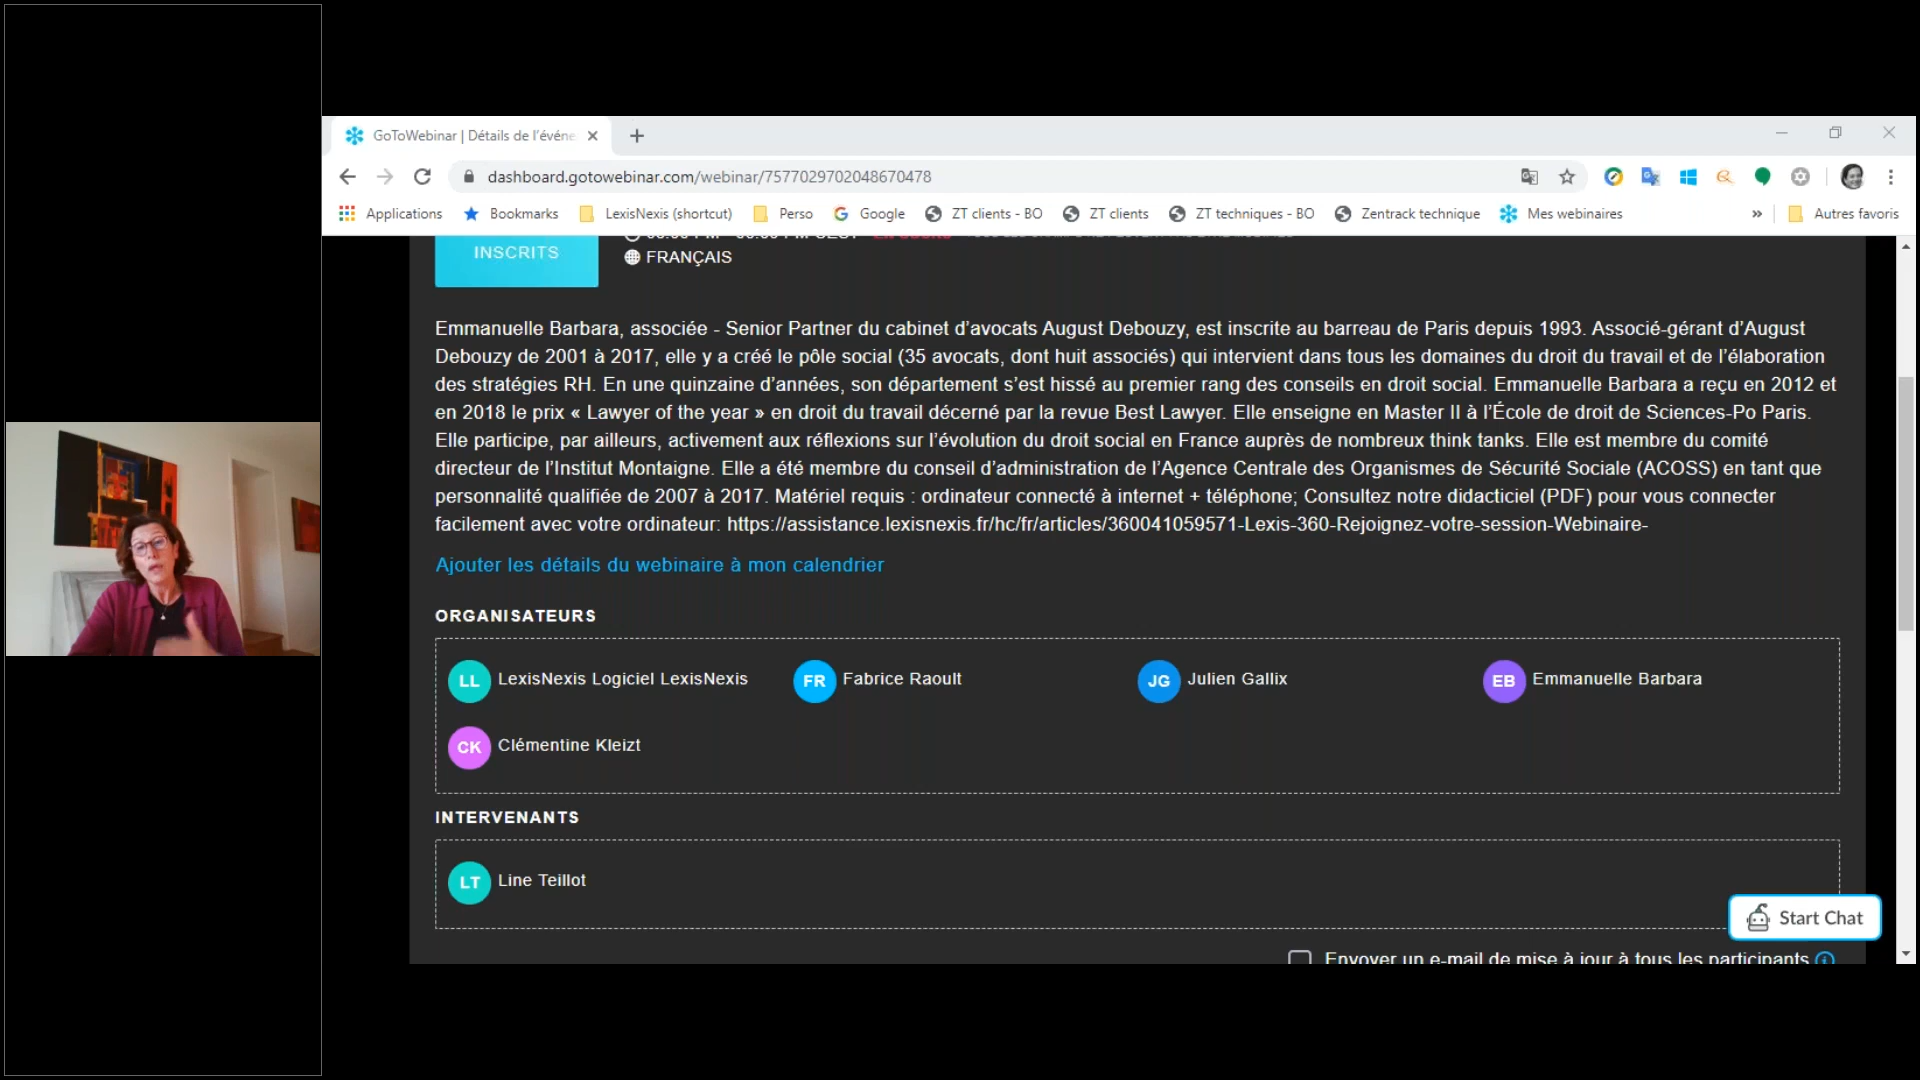 GoToWebinar | Détails de l'événe
dashboard.gotowebinar.com/webinar/7577029702048670478
Applications Bookmarks LexisNexis (shortcut) Perso Google ZT clients - BO ZT clients ZT techniques - BO Zentrack technique Mes webinaires » Autres favoris
INSCRITS
FRANÇAIS
Emmanuelle Barbara, associée - Senior Partner du cabinet d'avocats August Debouzy, est inscrite au barreau de Paris depuis 1993. Associé-gérant d'August
Debouzy de 2001 à 2017, elle y a créé le pôle social (35 avocats, dont huit associés) qui intervient dans tous les domaines du droit du travail et de l'élaboration
des stratégies RH. En une quinzaine d'années, son département s'est hissé au premier rang des conseils en droit social. Emmanuelle Barbara a reçu en 2012 et
en 2018 le prix « Lawyer of the year » en droit du travail décerné par la revue Best Lawyer. Elle enseigne en Master II à l'École de droit de Sciences-Po Paris.
Elle participe, par ailleurs, activement aux réflexions sur l'évolution du droit social en France auprès de nombreux think tanks. Elle est membre du comité
directeur de l'Institut Montaigne. Elle a été membre du conseil d'administration de l'Agence Centrale des Organismes de Sécurité Sociale (ACOSS) en tant que
personnalité qualifiée de 2007 à 2017. Matériel requis : ordinateur connecté à internet + téléphone; Consultez notre didacticiel (PDF) pour vous connecter
facilement avec votre ordinateur: https://assistance.lexisnexis.fr/hc/fr/articles/360041059571-Lexis-360-Rejoignez-votre-session-Webinaire-
Ajouter les détails du webinaire à mon calendrier
ORGANISATEURS
LL LexisNexis Logiciel LexisNexis FR Fabrice Raoult JG Julien Gallix EB Emmanuelle Barbara
CK Clémentine Kleizt
INTERVENANTS
LT Line Teillot
Start Chat
Envoyer un e-mail de mise à jour à tous les participants